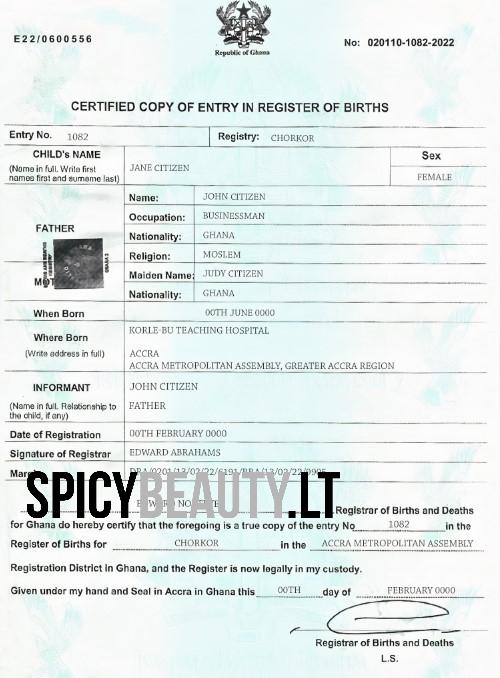 E22/0600556
Republic of Ghana
No: 020110-1082-2022
CERTIFIED COPY OF ENTRY IN REGISTER OF BIRTHS
Entry No. 1082 Registry: CHORKOR
CHILD's NAME
(Name in full. Write first
names first and surname last)
JANE CITIZEN
Sex
FEMALE
FATHER
Name: JOHN CITIZEN
Occupation: BUSINESSMAN
Nationality: GHANA
Religion: MOSLEM
Maiden Name: JUDY CITIZEN
Nationality: GHANA
When Born 00TH JUNE 0000
Where Born
(Write address in full)
KORLE-BU TEACHING HOSPITAL
ACCRA
ACCRA METROPOLITAN ASSEMBLY, GREATER ACCRA REGION
INFORMANT
(Name in full. Relationship to
the child, if any)
JOHN CITIZEN
FATHER
Date of Registration 00TH FEBRUARY 0000
Signature of Registrar EDWARD ABRAHAMS
SPICYBEAUTY.LT
Registrar of Births and Deaths
for Ghana do hereby certify that the foregoing is a true copy of the entry No 1082 in the
Register of Births for CHORKOR in the ACCRA METROPOLITAN ASSEMBLY
Registration District in Ghana, and the Register is now legally in my custody.
Given under my hand and Seal in Accra in Ghana this 00TH day of FEBRUARY 0000
Registrar of Births and Deaths
L.S.